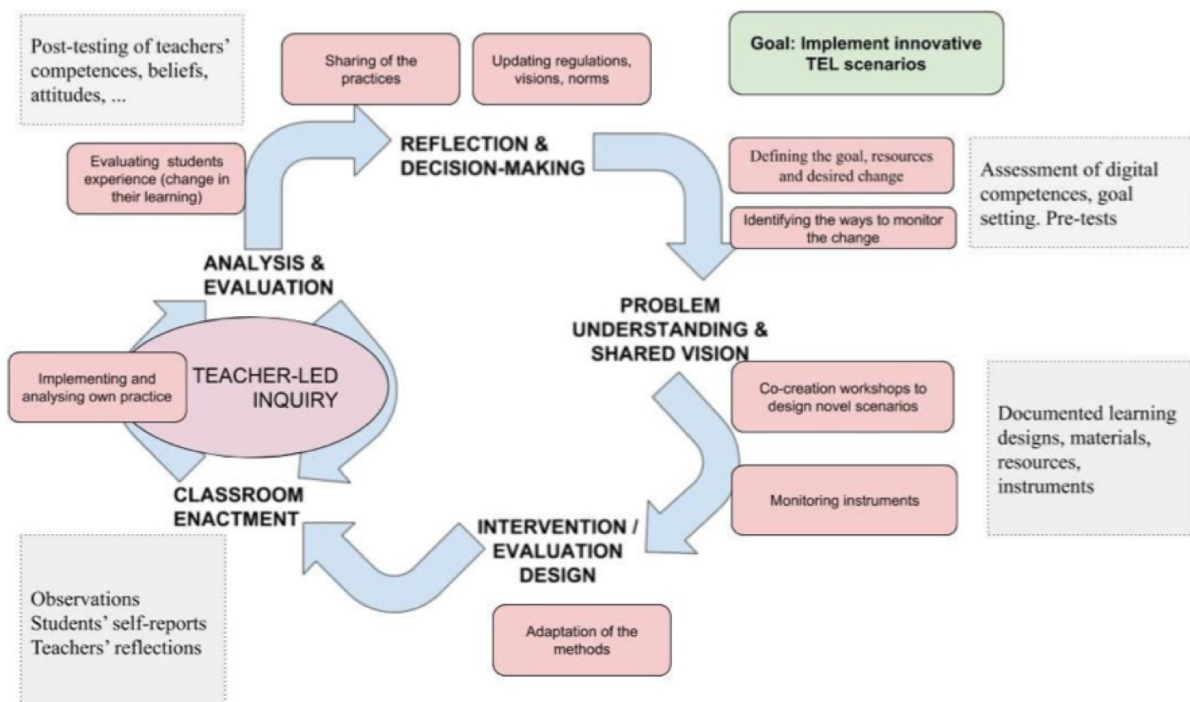 Post-testing of teachers'
competences, beliefs,
attitudes, ...
Sharing of the
practices
Updating regulations,
visions, norms
Goal: Implement innovative
TEL scenarios
REFLECTION &
DECISION-MAKING
Evaluating students
experience (change in
their learning)
Defining the goal, resources
and desired change
Identifying the ways to monitor
the change
Assessment of digital
competences, goal
setting. Pre-tests
ANALYSIS &
EVALUATION
PROBLEM
UNDERSTANDING &
SHARED VISION
Implementing and
analysing own practice
TEACHER-LED
INQUIRY
Co-creation workshops to
design novel scenarios
Monitoring instruments
Documented learning
designs, materials,
resources,
instruments
CLASSROOM
ENACTMENT
INTERVENTION /
EVALUATION
DESIGN
Adaptation of the
methods
Observations
Students' self-reports
Teachers' reflections